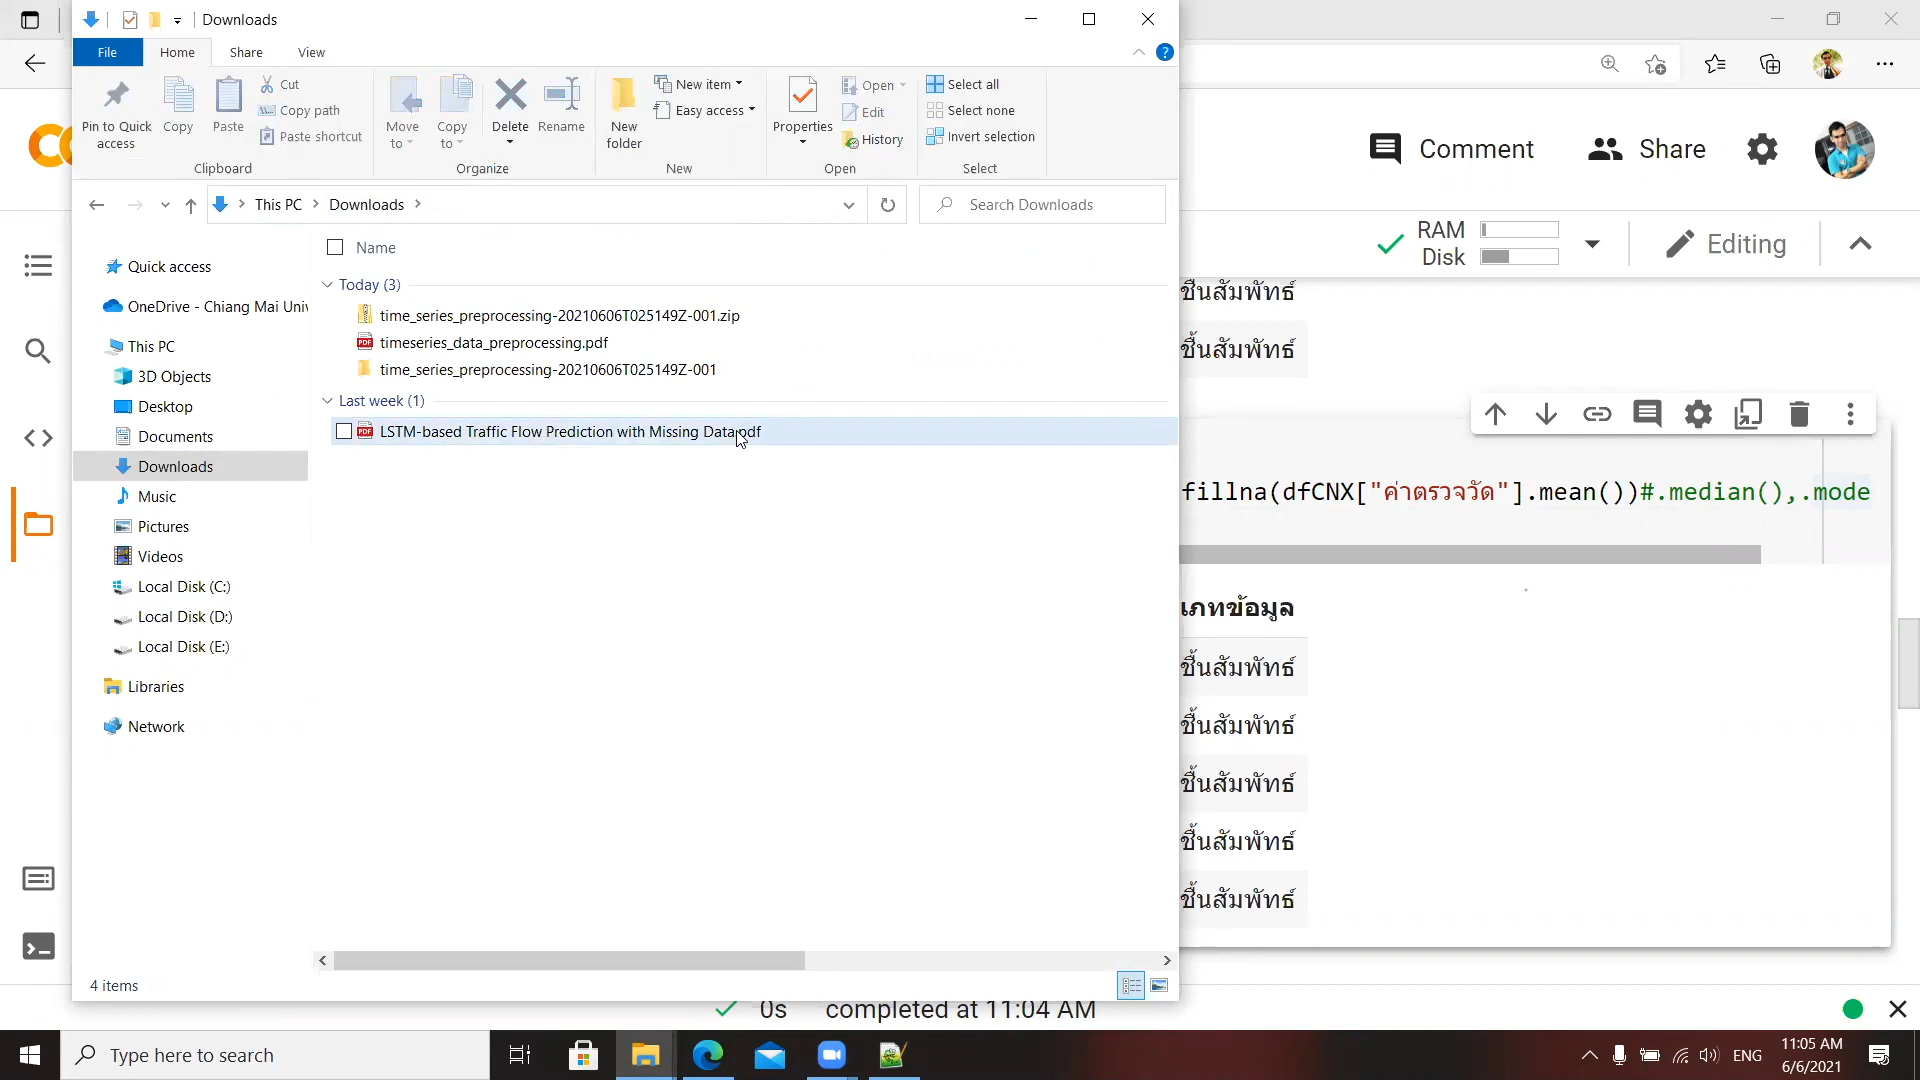 Downloads
File Home Share View
Pin to Quick access
Copy
Paste
Cut
Copy path
Paste shortcut
Clipboard
Move to
Copy to
Delete
Rename
Organize
New folder
New item
Easy access
New
Properties
Open
Edit
History
Open
Select all
Select none
Invert selection
Select
This PC Downloads
Search Downloads
Quick access
OneDrive - Chiang Mai Univ
This PC
3D Objects
Desktop
Documents
Downloads
Music
Pictures
Videos
Local Disk (C:)
Local Disk (D:)
Local Disk (E:)
Libraries
Network
Name
Today (3)
time_series_preprocessing-20210606T025149Z-001.zip
timeseries_data_preprocessing.pdf
time_series_preprocessing-20210606T025149Z-001
Last week (1)
LSTM-based Traffic Flow Prediction with Missing Data.pdf
4 items
Comment
Share
RAM
Disk
Editing
ชื้นสัมพัทธ์
ชื้นสัมพัทธ์
fillna(dfCNX["ค่าตรวจวัด"].mean())#.median(),.mode
เภทข้อมูล
ชื้นสัมพัทธ์
ชื้นสัมพัทธ์
ชื้นสัมพัทธ์
ชื้นสัมพัทธ์
ชื้นสัมพัทธ์
0s completed at 11:04 AM
Type here to search
ENG
11:05 AM
6/6/2021